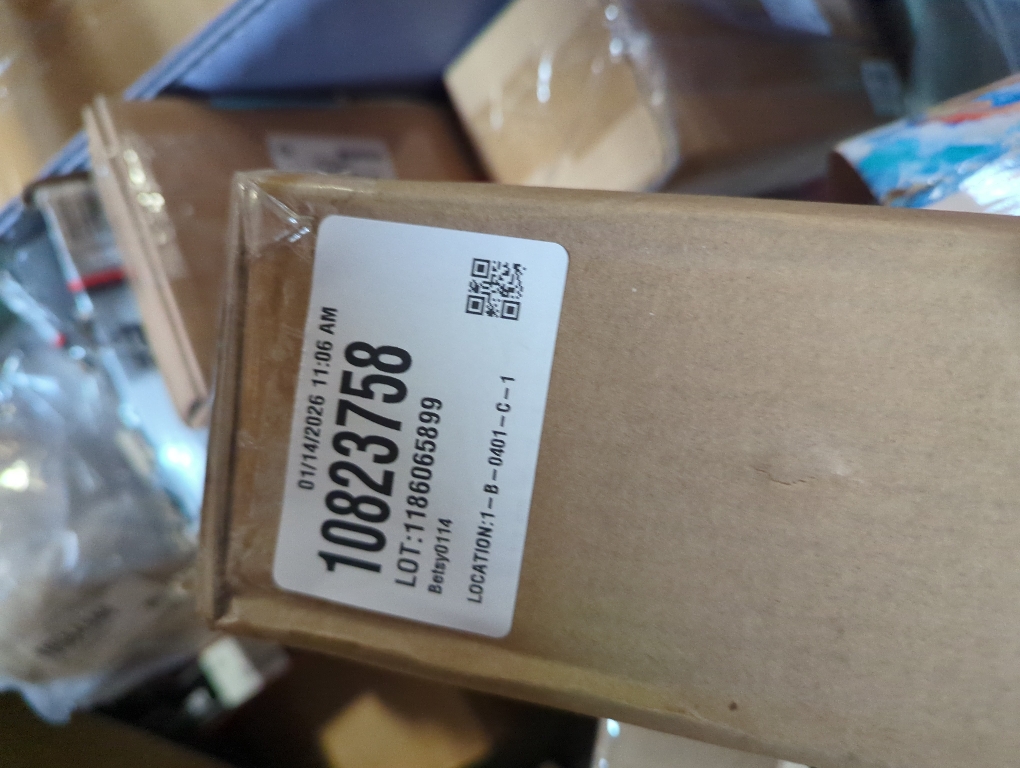 01/14/2026 11:06 AM
10823758
LOT:1186065899
Betsy0114
LOCATION:1-B-0401-C-1